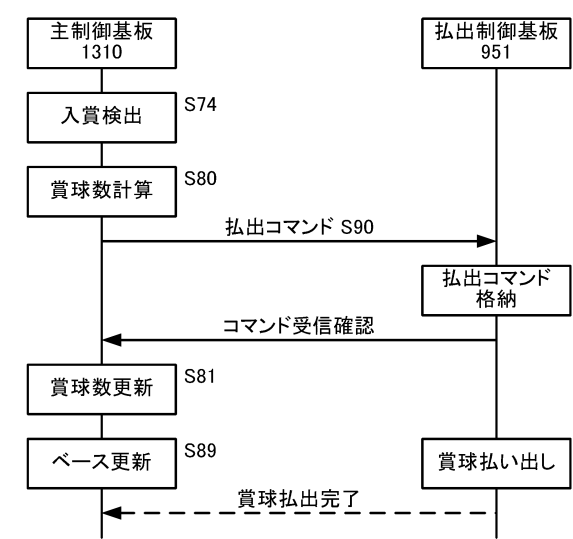 主制御基板
1310
払出制御基板
951
入賞検出
S74
賞球数計算
S80
払出コマンド S90
払出コマンド
格納
コマンド受信確認
賞球数更新
S81
ベース更新
S89
賞球払い出し
賞球払出完了